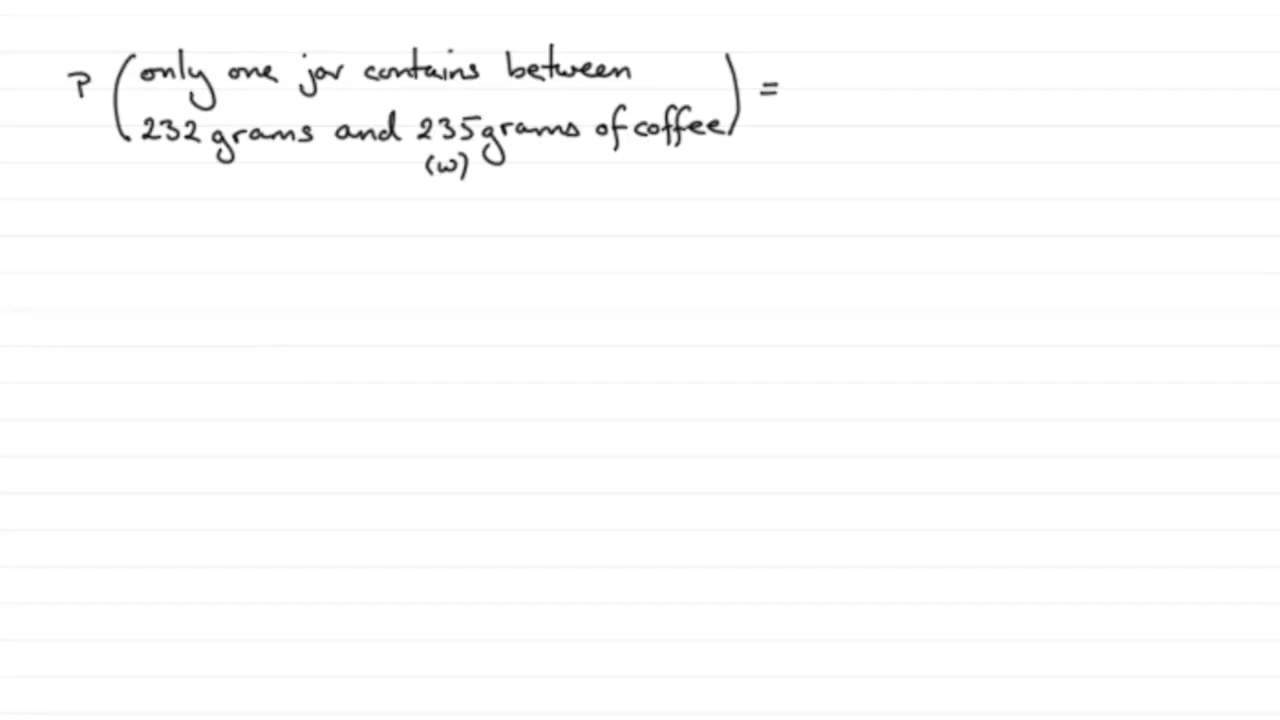 P (only one jar contains between
232 grams and 235 grams of coffee) =
(w)